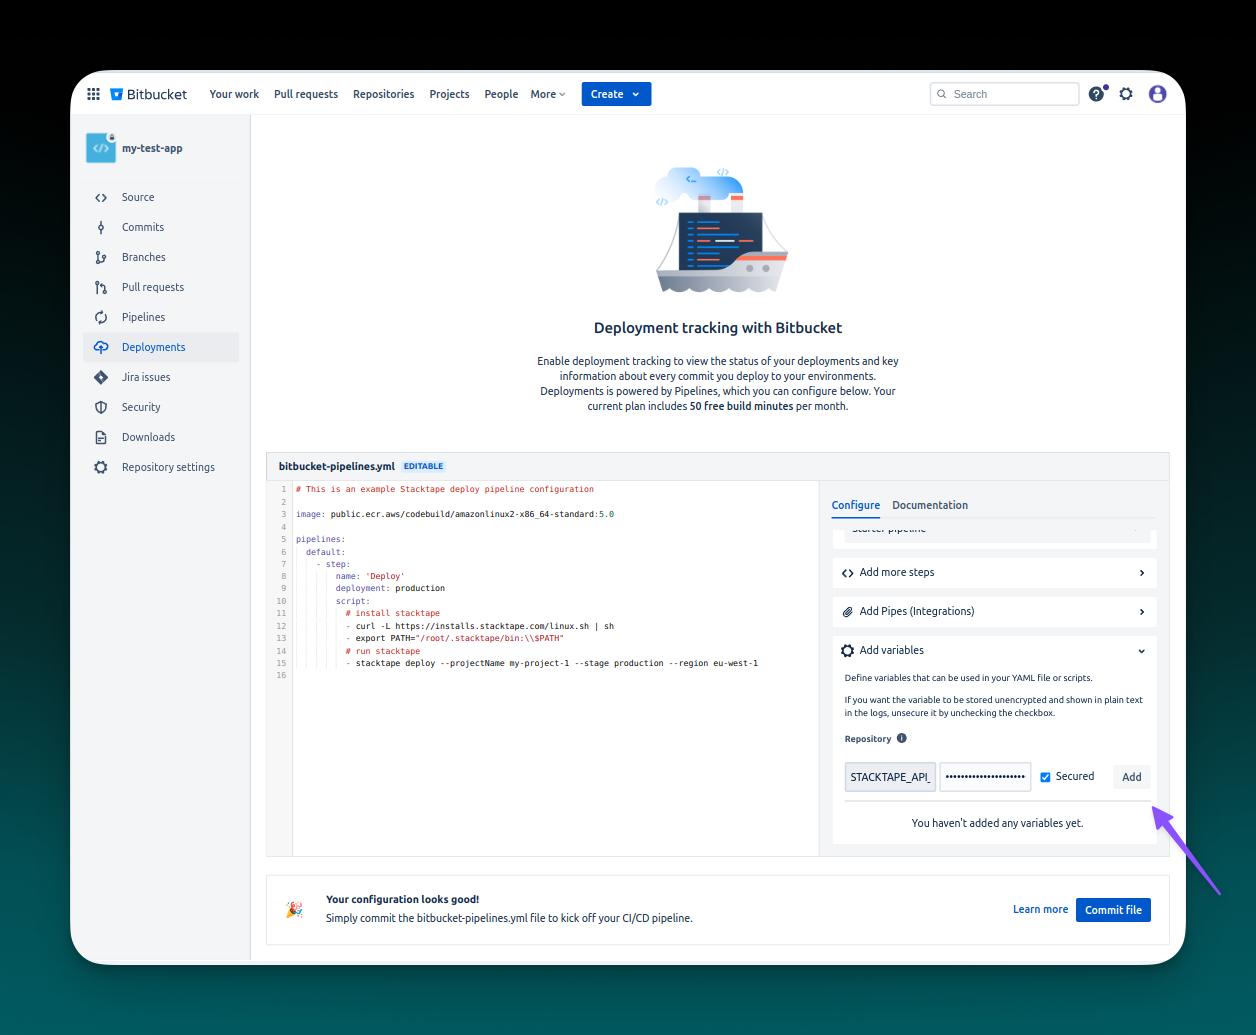 Bitbucket
Your work
Pull requests
Repositories
Projects
People
More
Create
Search
my-test-app
Source
Commits
Branches
Pull requests
Pipelines
Deployments
Jira issues
Security
Downloads
Repository settings
Deployment tracking with Bitbucket
Enable deployment tracking to view the status of your deployments and key
information about every commit you deploy to your environments.
Deployments is powered by Pipelines, which you can configure below. Your
current plan includes 50 free build minutes per month.
bitbucket-pipelines.yml EDITABLE
1 # This is an example Stacktape deploy pipeline configuration
2
3 image: public.ecr.aws/codebuild/amazonlinux2-x86_64-standard:5.0
4
5 pipelines:
6 default:
7 - step:
8 name: 'Deploy'
9 deployment: production
10 script:
11 # install stacktape
12 - curl -L https://installs.stacktape.com/linux.sh | sh
13 - export PATH="/root/.stacktape/bin:\\$PATH"
14 # run stacktape
15 - stacktape deploy --projectName my-project-1 --stage production --region eu-west-1
16
Configure
Documentation
Starter pipeline
Add more steps
Add Pipes (Integrations)
Add variables
Define variables that can be used in your YAML file or scripts.
If you want the variable to be stored unencrypted and shown in plain text
in the logs, unsecure it by unchecking the checkbox.
Repository
STACKTAPE_API_
Secured
Add
You haven't added any variables yet.
Your configuration looks good!
Simply commit the bitbucket-pipelines.yml file to kick off your CI/CD pipeline.
Learn more
Commit file